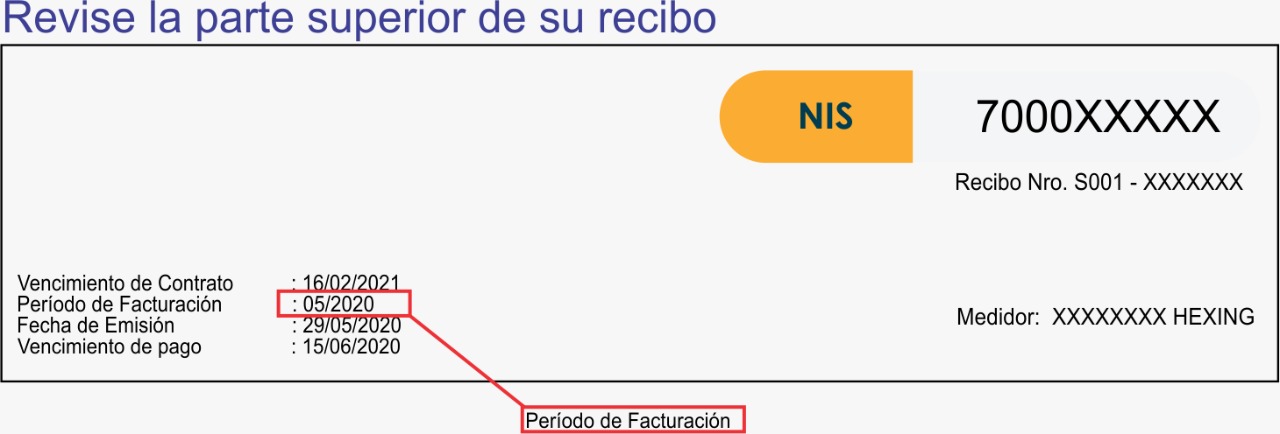 Revise la parte superior de su recibo
NIS 7000XXXXX
Recibo Nro. S001 - XXXXXXX
Vencimiento de Contrato : 16/02/2021
Período de Facturación : 05/2020
Fecha de Emisión : 29/05/2020
Vencimiento de pago : 15/06/2020
Medidor: XXXXXXXX HEXING
Período de Facturación